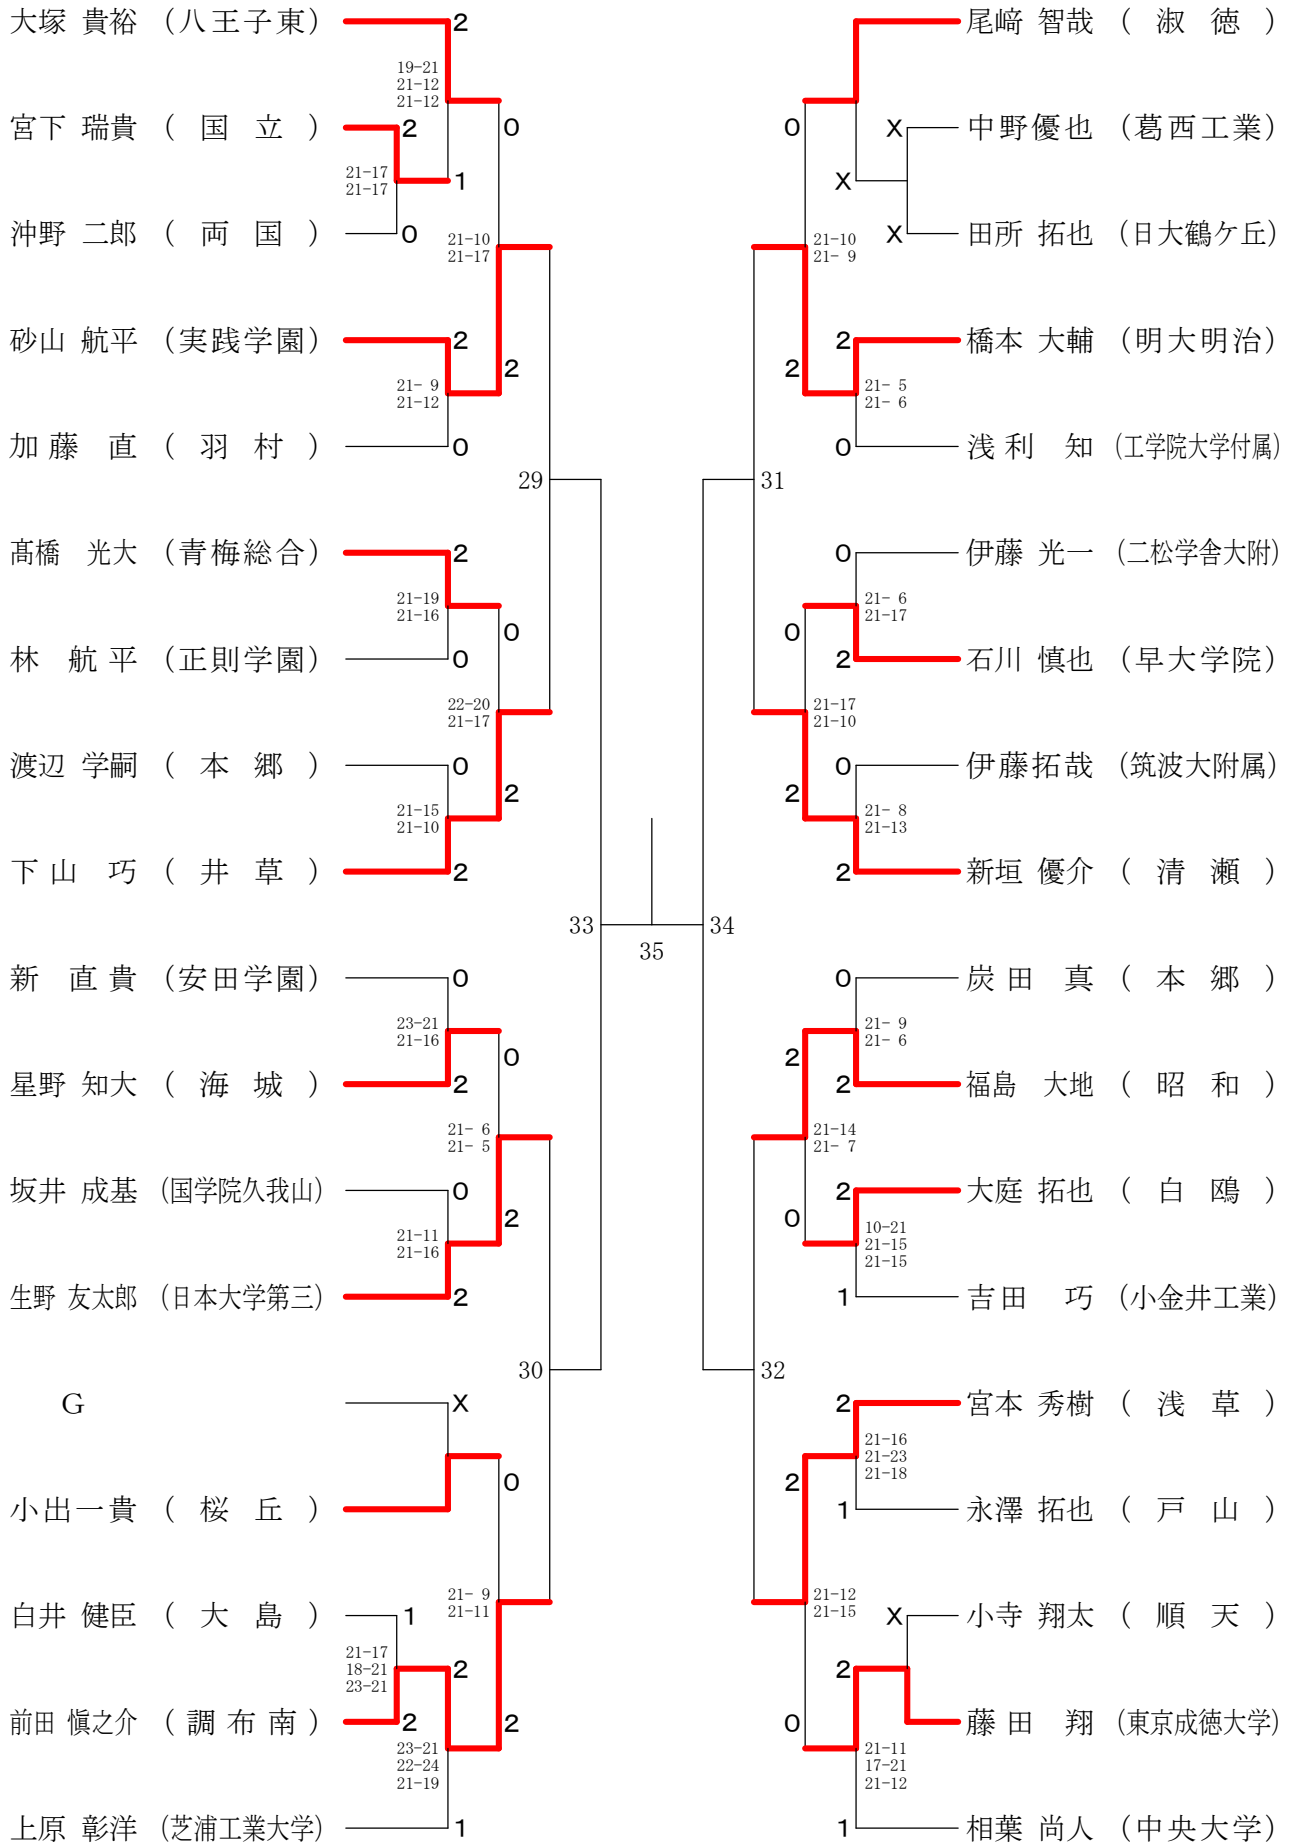 大塚 貴裕 (八王子東) 2
19-21
21-12
21-12
0
宮下 瑞貴 ( 国 立 ) 2
21-17
21-17
1
沖野 二郎 ( 両 国 ) 0
21-10
21-17
砂山 航平 (実践学園) 2
2
21- 9
21-12
加藤 直 ( 羽 村 ) 0
29
髙橋 光大 (青梅総合) 2
21-19
21-16
0
林 航平 (正則学園) 0
22-20
21-17
渡辺 学嗣 ( 本 郷 ) 0
2
21-15
21-10
下山 巧 ( 井 草 ) 2
33
新 直貴 (安田学園) 0
23-21
21-16
0
星野 知大 ( 海 城 ) 2
21- 6
21- 5
坂井 成基 (国学院久我山) 0
2
21-11
21-16
生野 友太郎 (日本大学第三) 2
30
G X
0
小出一貴 ( 桜 丘 )
21- 9
21-11
白井 健臣 ( 大 島 ) 1
21-17
18-21
23-21
2
前田 愼之介 ( 調 布 南 ) 2
2
23-21
22-24
21-19
上原 彰洋 (芝浦工業大学) 1
35
尾﨑 智哉 ( 淑 徳 )
0
X 中野優也 (葛西工業)
X
X 田所 拓也 (日大鶴ケ丘)
21-10
21- 9
2 橋本 大輔 (明大明治)
2
21- 5
21- 6
0 浅利 知 (工学院大学付属)
31
0 伊藤 光一 (二松学舎大附)
21- 6
21-17
0
2 石川 慎也 (早大学院)
21-17
21-10
0 伊藤拓哉 (筑波大附属)
2
21- 8
21-13
2 新垣 優介 ( 清 瀬 )
34
0 炭田 真 ( 本 郷 )
21- 9
21- 6
2
2 福島 大地 ( 昭 和 )
21-14
21- 7
2 大庭 拓也 ( 白 鴎 )
0
10-21
21-15
21-15
1 吉田 巧 (小金井工業)
32
2 宮本 秀樹 ( 浅 草 )
21-16
21-23
21-18
2
1 永澤 拓也 ( 戸 山 )
21-12
21-15
X 小寺 翔太 ( 順 天 )
2
藤田 翔 (東京成徳大学)
0
21-11
17-21
21-12
1 相葉 尚人 (中央大学)